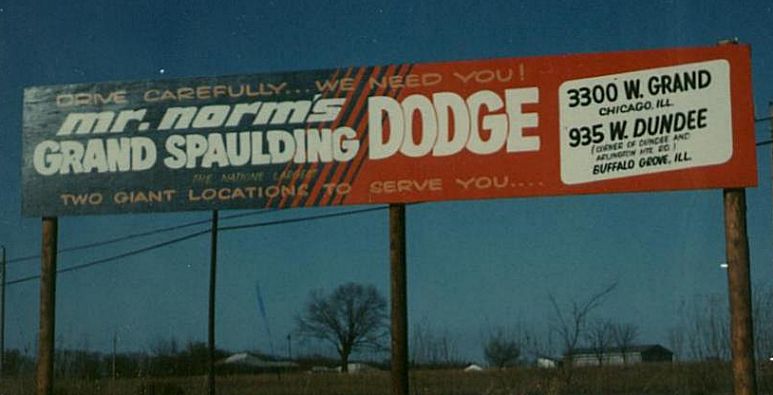 DRIVE CAREFULLY...WE NEED YOU!
mr. norm's
GRAND SPAULDING DODGE
THE NATIONS LARGEST
TWO GIANT LOCATIONS TO SERVE YOU....
3300 W. GRAND
CHICAGO, ILL.
935 W. DUNDEE
(CORNER OF DUNDEE AND
ARLINGTON HTS. RD.)
BUFFALO GROVE, ILL.